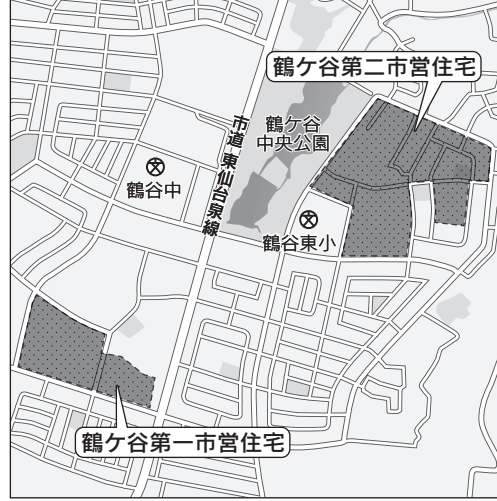 鶴ケ谷第二市営住宅
鶴ケ谷
中央公園
市道 東仙台泉線
鶴谷中
鶴谷東小
鶴ケ谷第一市営住宅